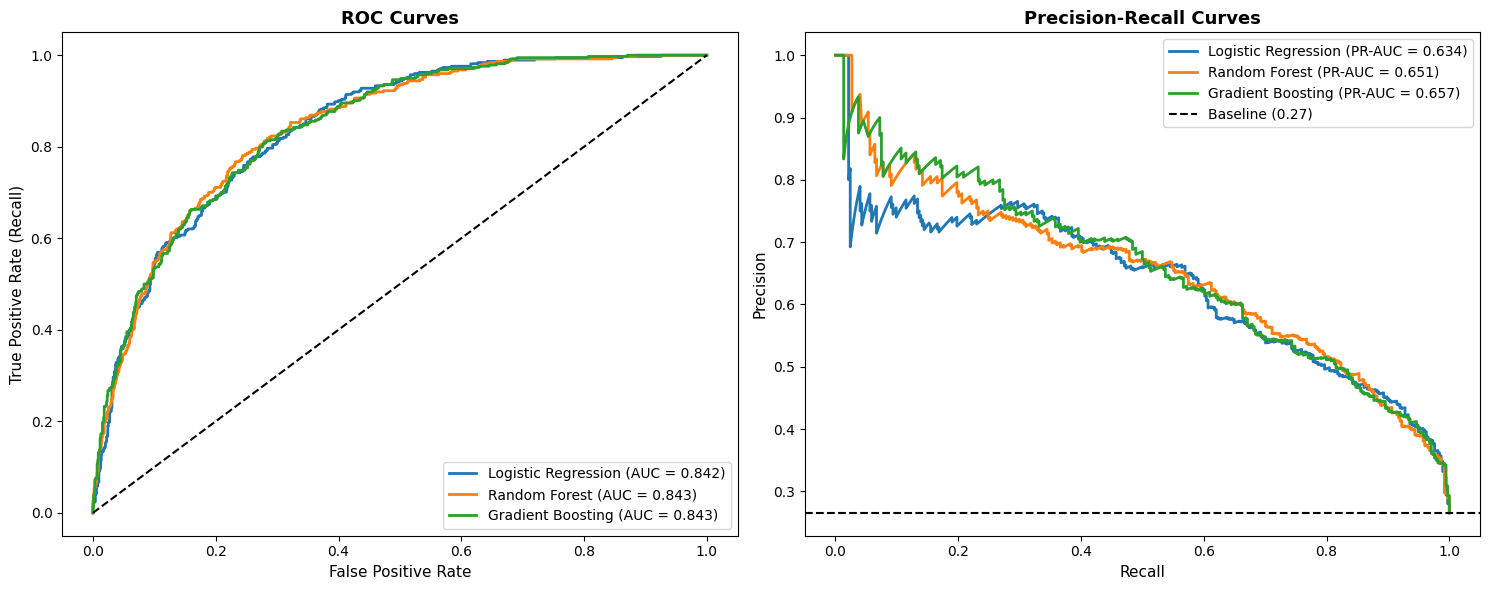 ROC Curves
True Positive Rate (Recall)
1.0
0.8
0.6
0.4
0.2
0.0
0.0 0.2 0.4 0.6 0.8 1.0
False Positive Rate
Logistic Regression (AUC = 0.842)
Random Forest (AUC = 0.843)
Gradient Boosting (AUC = 0.843)
Precision-Recall Curves
Precision
1.0
0.9
0.8
0.7
0.6
0.5
0.4
0.3
0.0 0.2 0.4 0.6 0.8 1.0
Recall
Logistic Regression (PR-AUC = 0.634)
Random Forest (PR-AUC = 0.651)
Gradient Boosting (PR-AUC = 0.657)
Baseline (0.27)